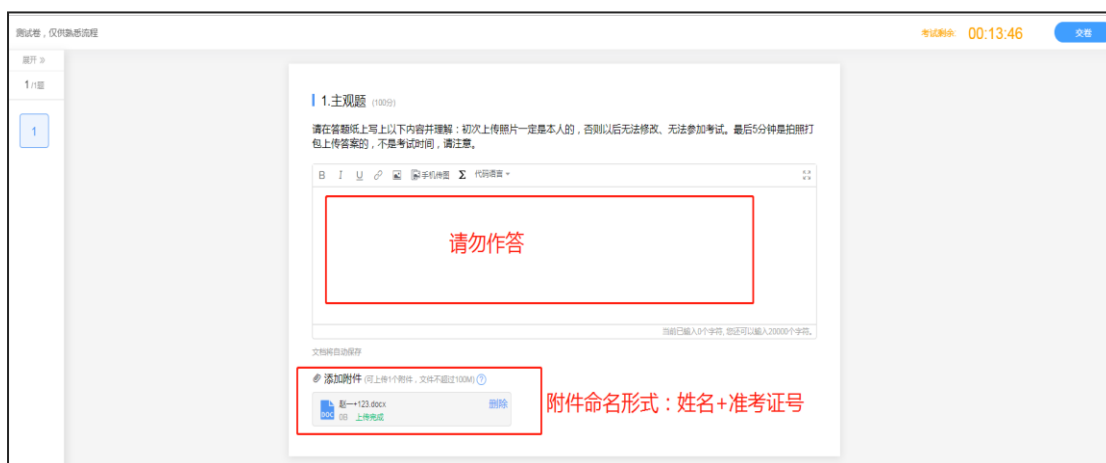 测试卷，仅供熟悉流程
考试剩余 00:13:46 交卷
展开 »
1 /1题
1
1.主观题 (100分)
请在答题纸上写上以下内容并理解：初次上传照片一定是本人的，否则以后无法修改、无法参加考试。最后5分钟是拍照打
包上传答案的，不是考试时间，请注意。
B I U 手机传图 Σ 代码语言
请勿作答
当前已输入0个字符, 您还可以输入20000个字符。
文档将自动保存
添加附件 (可上传1个附件，文件不超过100M) ?
赵一+123.docx 删除
DOC 0B 上传完成
附件命名形式：姓名+准考证号